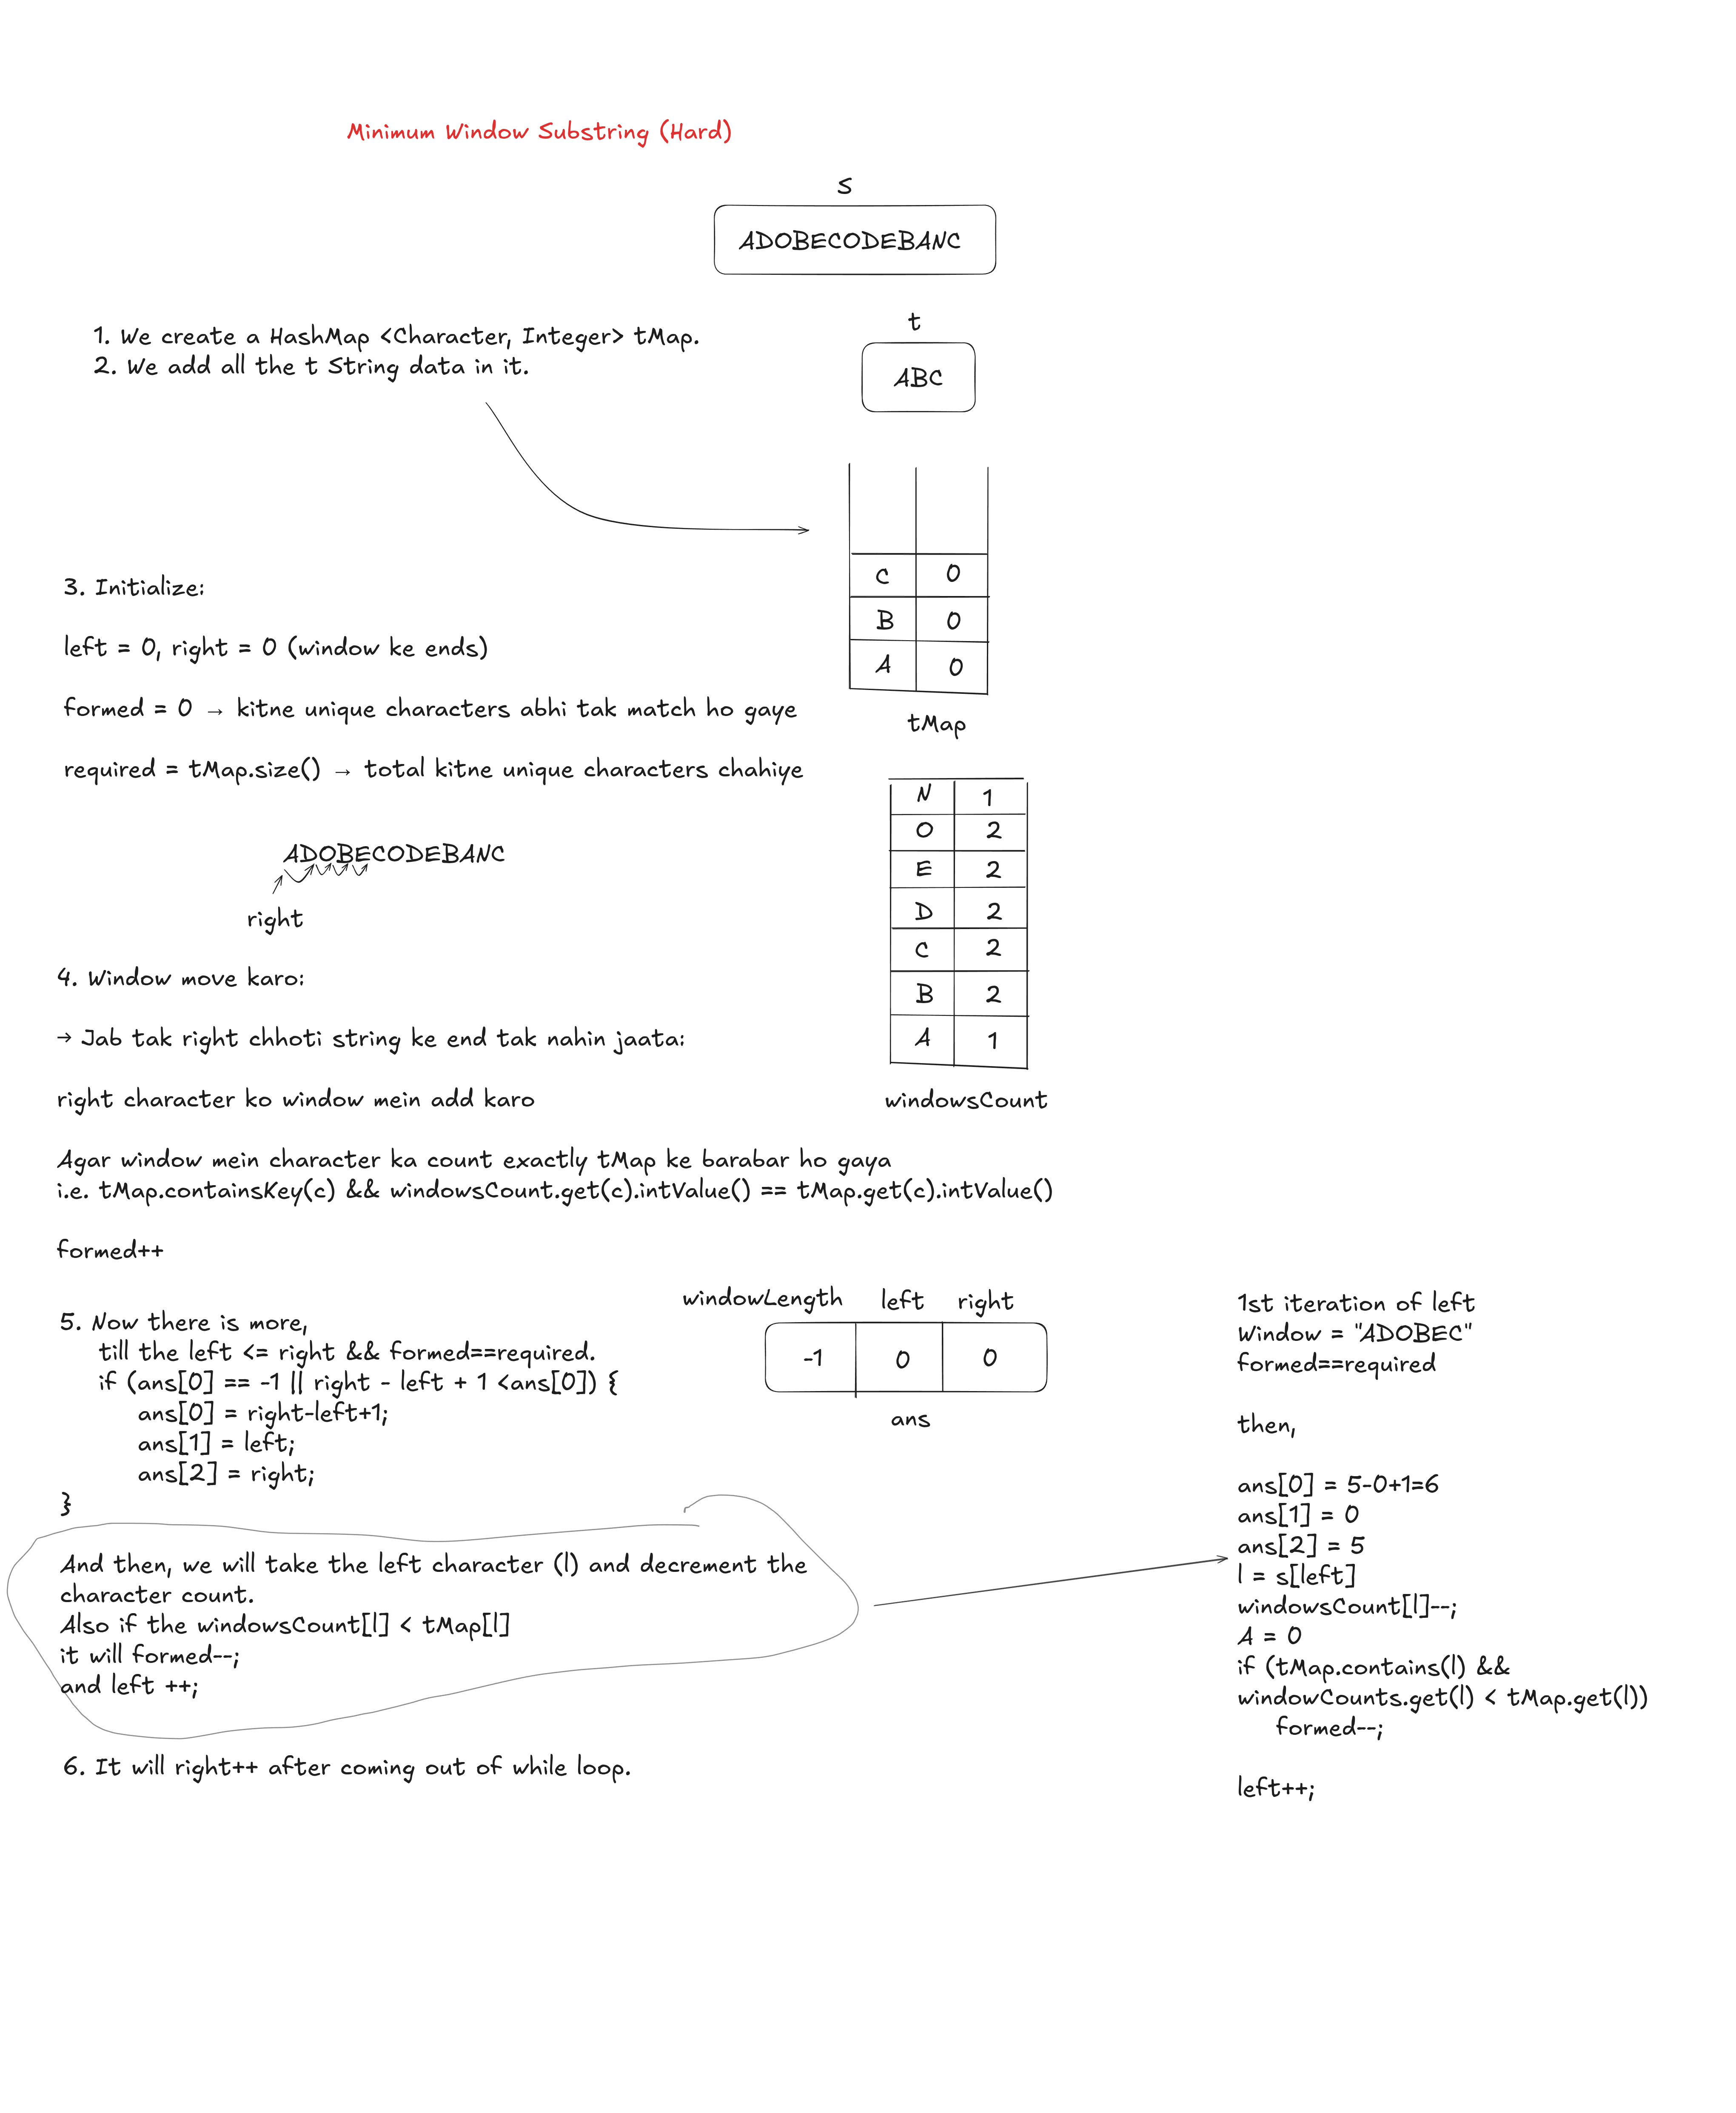 Minimum Window Substring (Hard)
S
ADOBECODEBANC
1. We create a HashMap <Character, Integer> tMap.
2. We add all the t String data in it.
t
ABC
C 0
B 0
A 0
tMap
3. Initialize:
left = 0, right = 0 (window ke ends)
formed = 0 → kitne unique characters abhi tak match ho gaye
required = tMap.size() → total kitne unique characters chahiye
ADOBECODEBANC
right
N 1
O 2
E 2
D 2
C 2
B 2
A 1
windowsCount
4. Window move karo:
→ Jab tak right chhoti string ke end tak nahin jaata:
right character ko window mein add karo
Agar window mein character ka count exactly tMap ke barabar ho gaya
i.e. tMap.containsKey(c) && windowsCount.get(c).intValue() == tMap.get(c).intValue()
formed++
5. Now there is more,
till the left <= right && formed==required.
if (ans[0] == -1 || right - left + 1 <ans[0]) {
ans[0] = right-left+1;
ans[1] = left;
ans[2] = right;
}
windowLength left right
-1 0 0
ans
And then, we will take the left character (l) and decrement the
character count.
Also if the windowsCount[l] < tMap[l]
it will formed--;
and left ++;
6. It will right++ after coming out of while loop.
1st iteration of left
Window = "ADOBEC"
formed==required
then,
ans[0] = 5-0+1=6
ans[1] = 0
ans[2] = 5
l = s[left]
windowsCount[l]--;
A = 0
if (tMap.contains(l) &&
windowCounts.get(l) < tMap.get(l))
formed--;
left++;